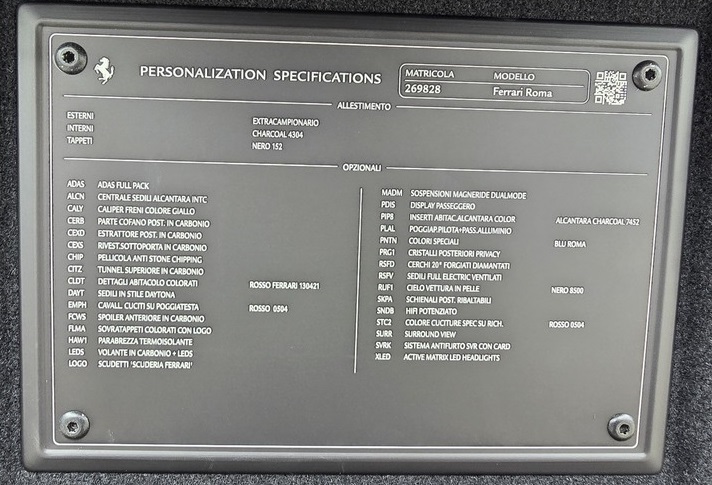 PERSONALIZATION SPECIFICATIONS
MATRICOLA MODELLO
269828 Ferrari Roma
ALLESTIMENTO
ESTERNI EXTRACAMPIONARIO
INTERNI CHARCOAL 4304
TAPPETI NERO 152
OPZIONALI
ADAS ADAS FULL PACK
ALCN CENTRALE SEDILI ALCANTARA INTC
CALY CALIPER FRENI COLORE GIALLO
CERB PARTE COFANO POST. IN CARBONIO
CEXD ESTRATTORE POST. IN CARBONIO
CEXS RIVEST.SOTTOPORTA IN CARBONIO
CHIP PELLICOLA ANTI STONE CHIPPING
CITZ TUNNEL SUPERIORE IN CARBONIO
CLDT DETTAGLI ABITACOLO COLORATI ROSSO FERRARI 130421
DAYT SEDILI IN STILE DAYTONA
EMPH CAVALL. CUCITI SU POGGIATESTA ROSSO 0504
FCWS SPOILER ANTERIORE IN CARBONIO
FLMA SOVRATAPPETI COLORATI CON LOGO
HAW1 PARABREZZA TERMOISOLANTE
LEDS VOLANTE IN CARBONIO + LEDS
LOGO SCUDETTI 'SCUDERIA FERRARI'
MADM SOSPENSIONI MAGNERIDE DUALMODE
PDIS DISPLAY PASSEGGERO
PIP8 INSERTI ABITAC.ALCANTARA COLOR ALCANTARA CHARCOAL 7452
PLAL POGGIAP.PILOTA+PASS.ALLUMINIO
PNTN COLORI SPECIALI BLU ROMA
PRG1 CRISTALLI POSTERIORI PRIVACY
RSFD CERCHI 20" FORGIATI DIAMANTATI
RSFV SEDILI FULL ELECTRIC VENTILATI
RUF1 CIELO VETTURA IN PELLE NERO 8500
SKPA SCHIENALI POST. RIBALTABILI
SNDB HIFI POTENZIATO
STC2 COLORE CUCITURE SPEC SU RICH. ROSSO 0504
SURR SURROUND VIEW
SVRK SISTEMA ANTIFURTO SVR CON CARD
XLED ACTIVE MATRIX LED HEADLIGHTS